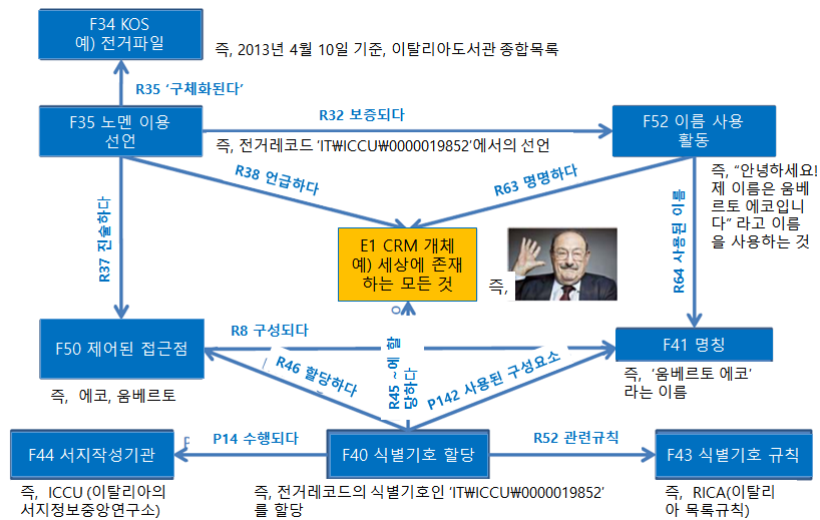 F34 KOS
예) 전거파일
즉, 2013년 4월 10일 기준, 이탈리아도서관 종합목록
R35 ‘구체화된다’
R32 보증되다
F35 노멘 이용
선언
F52 이름 사용
활동
즉, 전거레코드 ‘IT₩ICCU₩0000019852’에서의 선언
R38 언급하다
R63 명명하다
즉, “안녕하세요!
제 이름은 움베
르토 에코입니
다” 라고 이름
을 사용하는 것
R37 진술하다
R64 사용된 이름
E1 CRM 개체
예) 세상에 존재
하는 모든 것
즉,
F50 제어된 접근점
R8 구성되다
F41 명칭
즉, 에코, 움베르토
R46 할당하다
R45 ~에 할
당하다
P142 사용된 구성요소
즉, ‘움베르토 에코’
라는 이름
F44 서지작성기관
P14 수행되다
F40 식별기호 할당
R52 관련규칙
F43 식별기호 규칙
즉, ICCU (이탈리아의
서지정보중앙연구소)
즉, 전거레코드의 식별기호인 ‘IT₩ICCU₩0000019852’
를 할당
즉, RICA(이탈리
아 목록규칙)